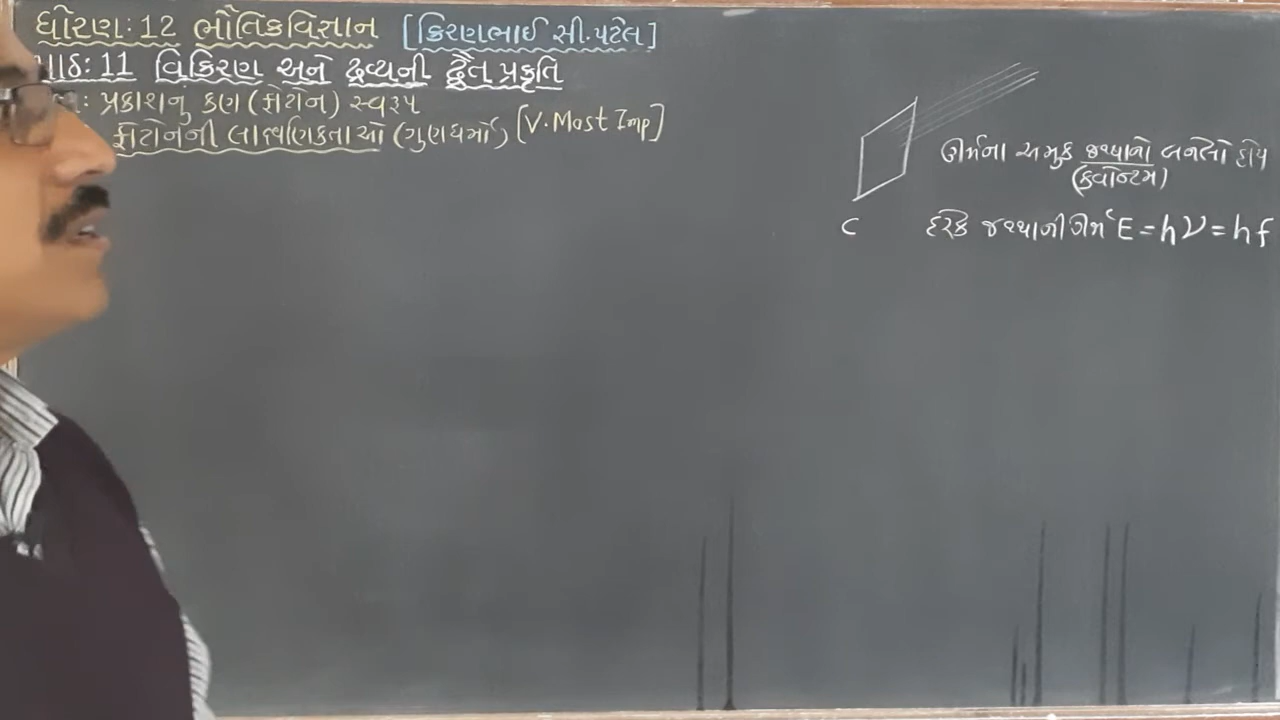 ધોરણ:12 ભૌતિકવિજ્ઞાન [કિરણભાઈ સી.પટેલ]
પાઠ:11 વિકિરણ અને દ્રવ્યની દ્વૈત પ્રકૃતિ
: પ્રકાશનું કણ (ફોટોન) સ્વરૂપ
ફોટોનની લાક્ષણિકતાઓ (ગુણધર્મો) [V.Most Imp]
ઊર્જાના અમુક જથ્થાનો બનેલો હોય
(ક્વોન્ટમ)
C દરેક જથ્થાની ઊર્જા E = hν = hf